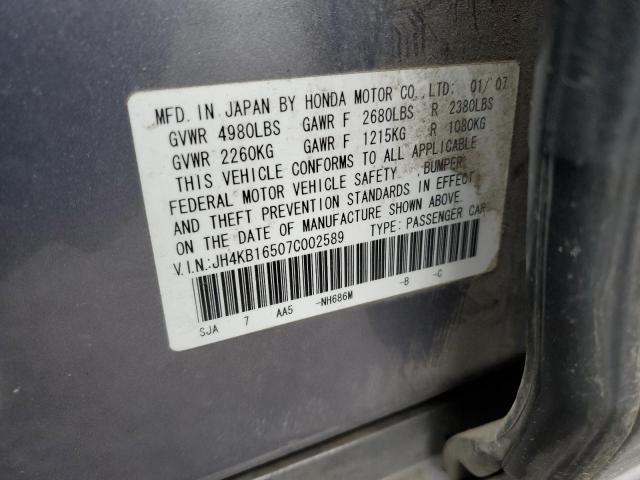 MFD. IN JAPAN BY HONDA MOTOR CO., LTD: 01/ 07
GVWR 4980LBS GAWR F 2680LBS R 2380LBS
GVWR 2260KG GAWR F 1215KG R 1080KG
THIS VEHICLE CONFORMS TO ALL APPLICABLE
FEDERAL MOTOR VEHICLE SAFETY. BUMPER,
AND THEFT PREVENTION STANDARDS IN EFFECT
ON THE DATE OF MANUFACTURE SHOWN ABOVE.
V.I.N.:JH4KB16507C002589 TYPE: PASSENGER CAR
SJA 7 AA5 -NH686M -B -C